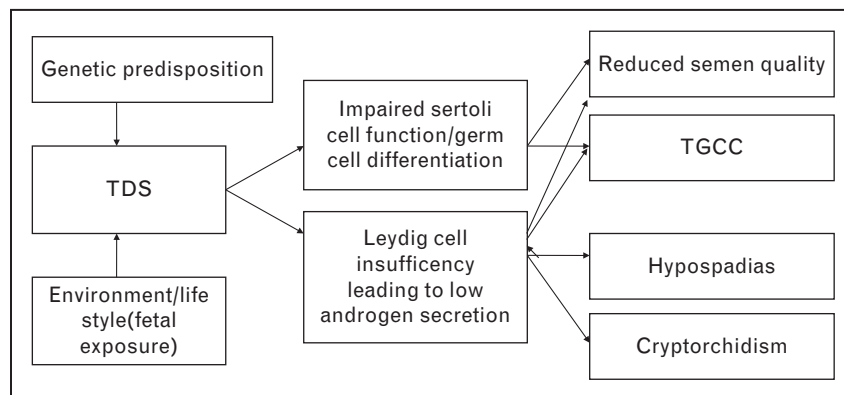 Genetic predisposition
TDS
Environment/life
style(fetal
exposure)
Impaired sertoli
cell function/germ
cell differentiation
Leydig cell
insufficency
leading to low
androgen secretion
Reduced semen quality
TGCC
Hypospadias
Cryptorchidism